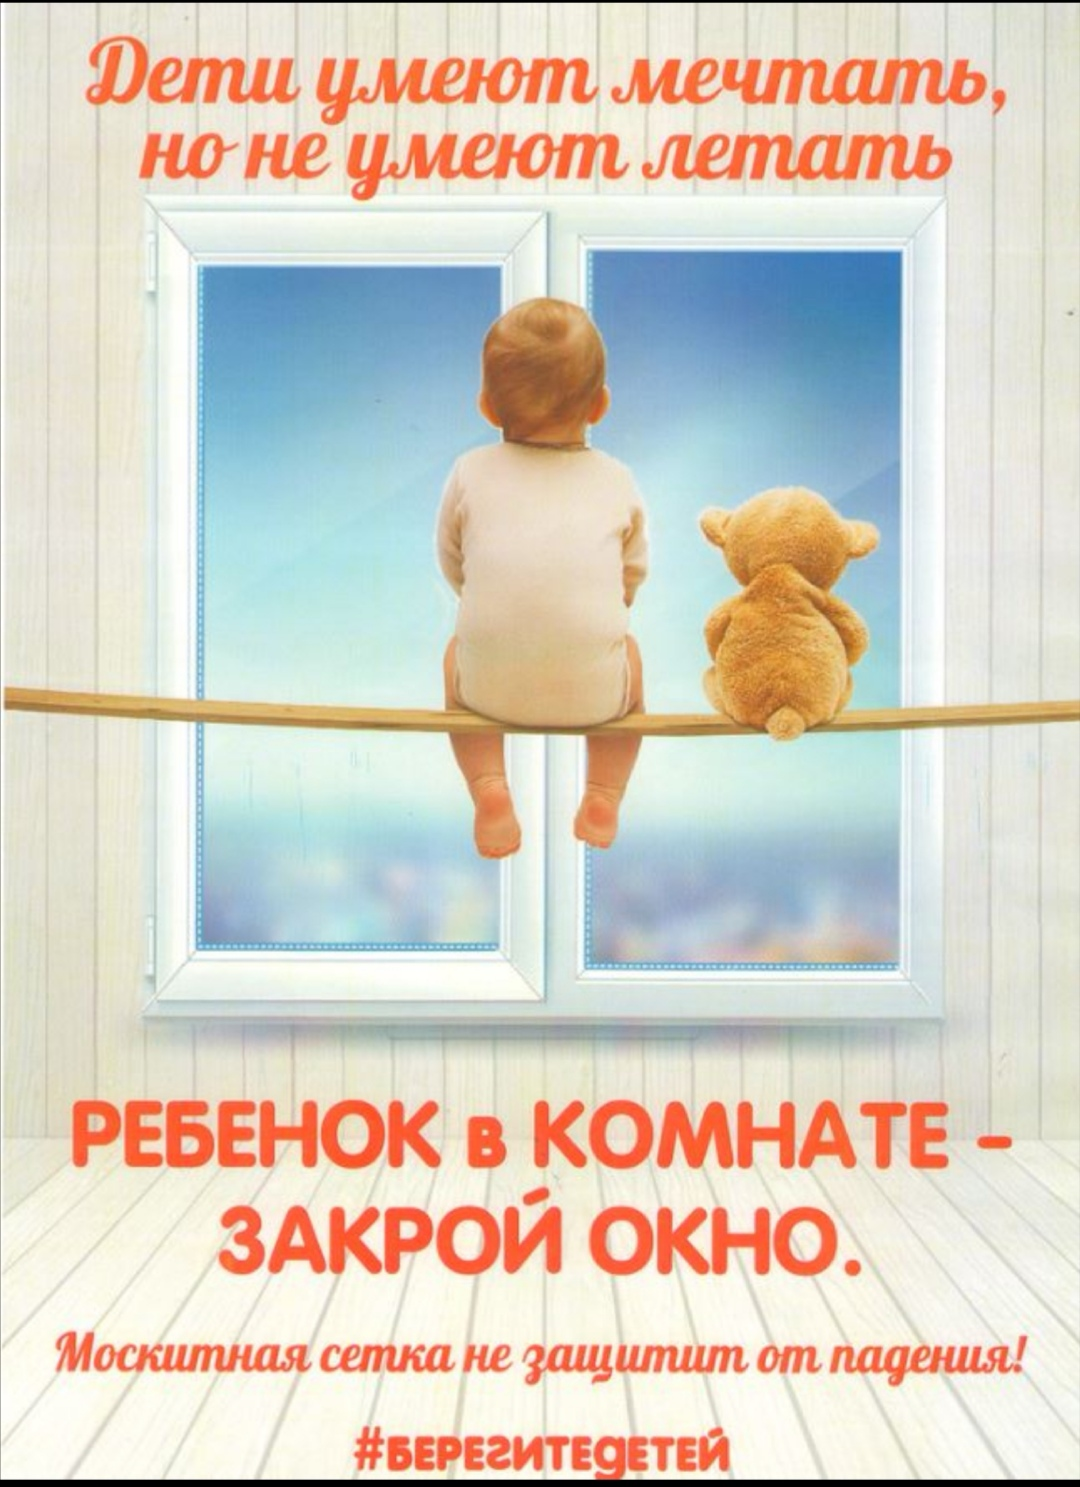 Дети умеют мечтать,
но не умеют летать
РЕБЕНОК в КОМНАТЕ –
ЗАКРОЙ ОКНО.
Москитная сетка не защитит от падения!
#БЕРЕГИТЕДЕТЕЙ